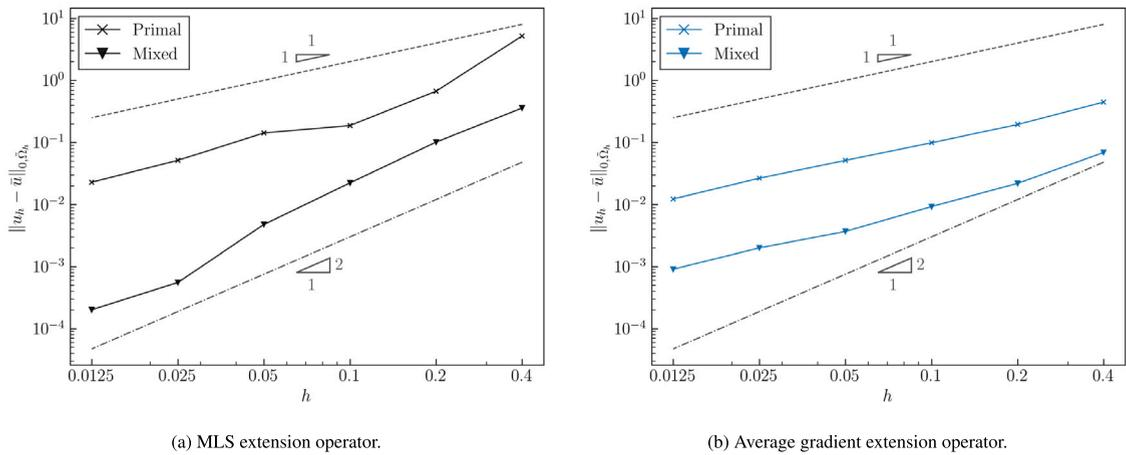 10^1
10^0
10^{-1}
10^{-2}
10^{-3}
10^{-4}
‖u_h − ū‖_{0,Ω̃_h}
Primal
Mixed
1
1
2
1
0.0125 0.025 0.05 0.1 0.2 0.4
h
(a) MLS extension operator.
10^1
10^0
10^{-1}
10^{-2}
10^{-3}
10^{-4}
‖u_h − ū‖_{0,Ω̃_h}
Primal
Mixed
1
1
2
1
0.0125 0.025 0.05 0.1 0.2 0.4
h
(b) Average gradient extension operator.